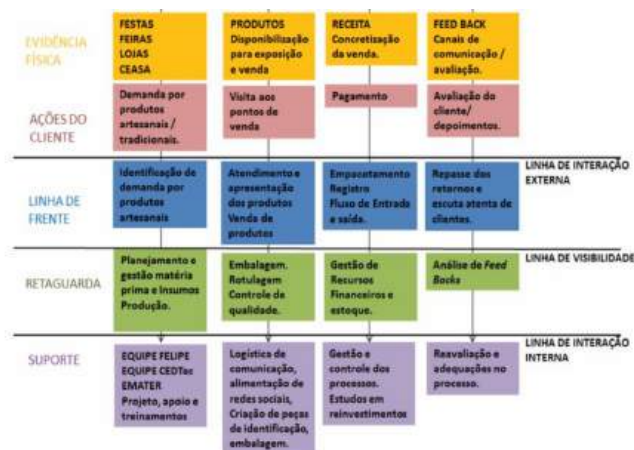 EVIDÊNCIA
FÍSICA
FESTAS
FEIRAS
LOJAS
CEASA
PRODUTOS
Disponibilização
para exposição
e venda
RECEITA
Concretização
da venda.
FEED BACK
Canais de
comunicação /
avaliação.
AÇÕES DO
CLIENTE
Demanda por
produtos
artesanais /
tradicionais.
Visita aos
pontos de
venda
Pagamento
Avaliação do
cliente/
depoimentos.
LINHA DE INTERAÇÃO
EXTERNA
LINHA DE
FRENTE
Identificação de
demanda por
produtos
artesanais
Atendimento e
apresentação
dos produtos
Venda de
produtos
Empacotamento
Registro
Fluxo de Entrada
e saída.
Repasse dos
retornos e
escuta atenta de
clientes.
LINHA DE VISIBILIDADE
RETAGUARDA
Planejamento e
gestão matéria
prima e Insumos
Produção.
Embalagem.
Rotulagem
Controle de
qualidade.
Gestão de
Recursos
Financeiros e
estoque.
Análise de Feed
Backs
LINHA DE INTERAÇÃO
INTERNA
SUPORTE
EQUIPE FELIPE
EQUIPE CEDTec
EMATER
Projeto, apoio e
treinamentos
Logística de
comunicação,
alimentação de
redes sociais,
Criação de peças
de identificação,
embalagem.
Gestão e
controle dos
processos.
Estudos em
reinvestimentos
Reavaliação e
adequações no
processo.